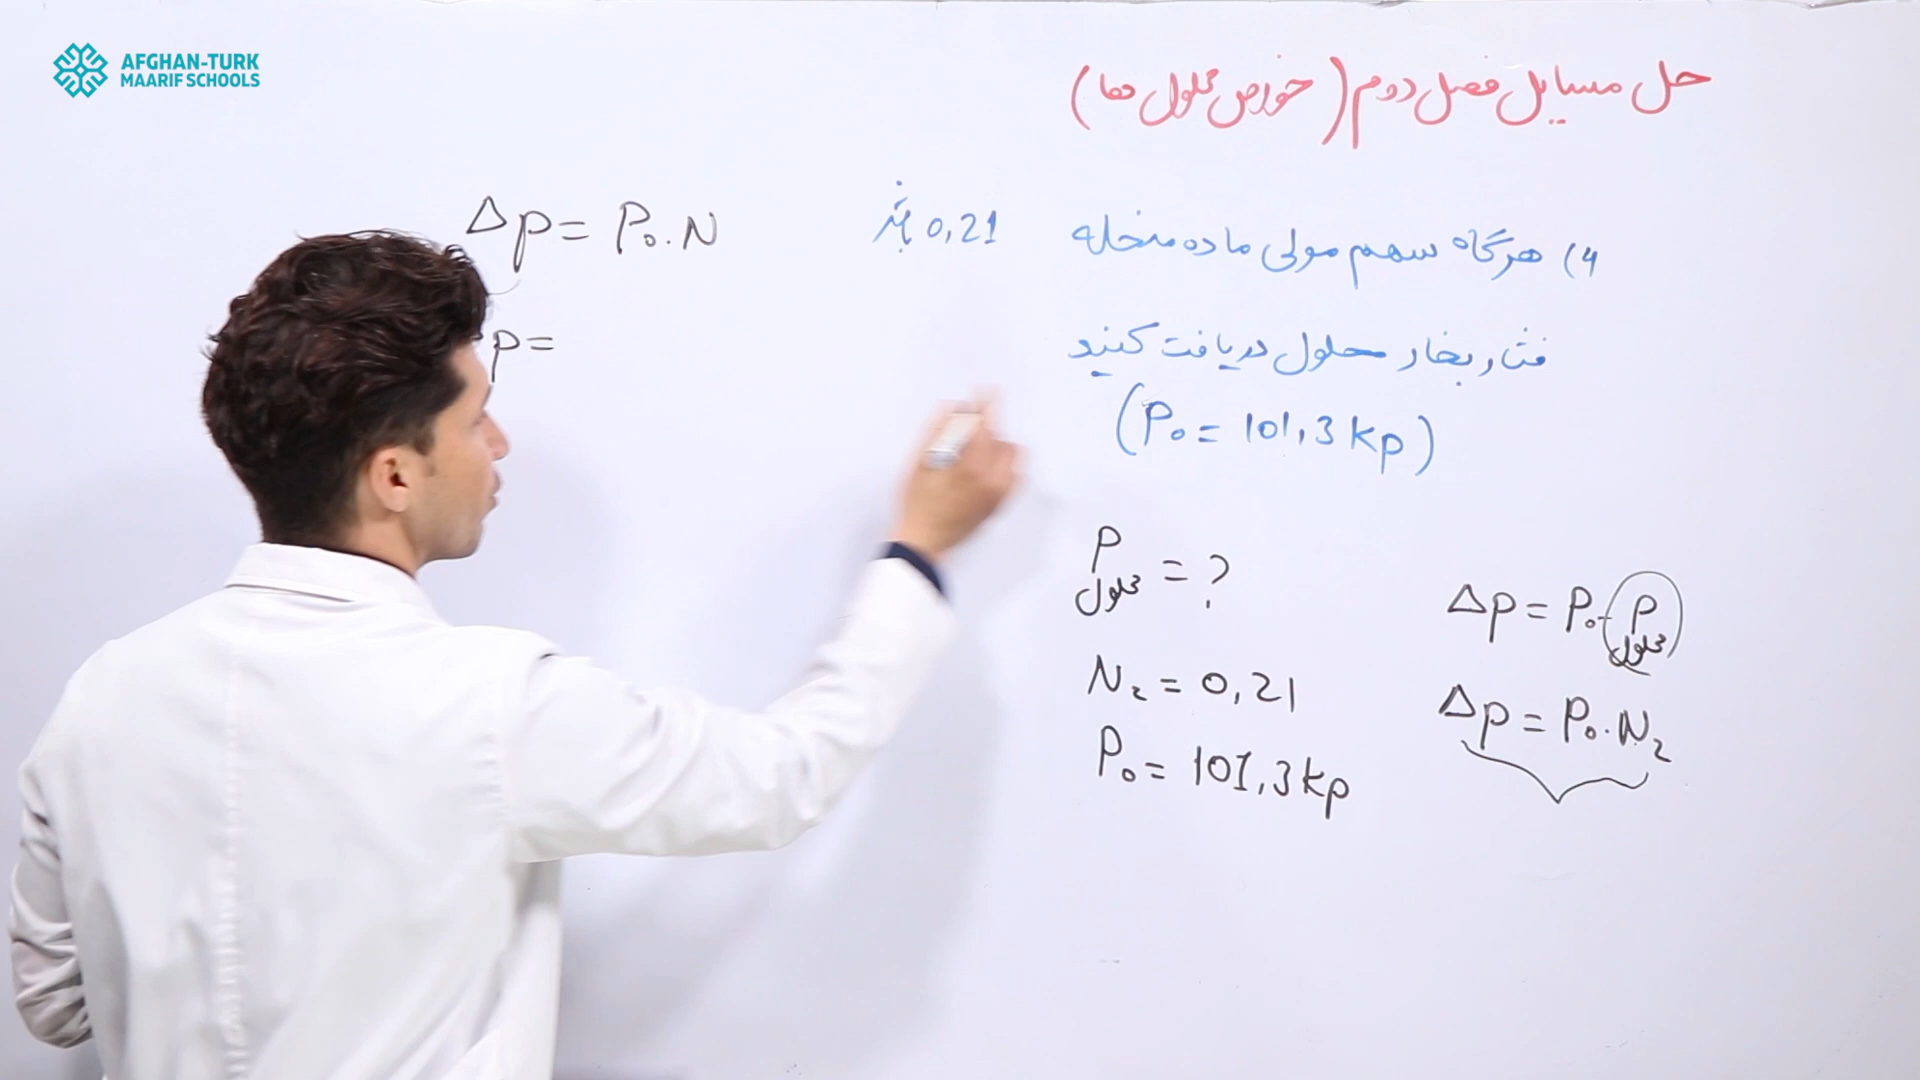 AFGHAN-TURK
MAARIF SCHOOLS
حل مسایل فصل دوم (خواص محلول ها)
4) هرگاه سهم مولی ماده منحله 0,21 باشد
فشار بخار محلول دریافت کنید
(P₀ = 101,3 kp)
P محلول = ?
N₂ = 0,21
P₀ = 101,3 kp
ΔP = P₀ - P محلول
ΔP = P₀ . N₂
ΔP = P₀ . N
P =